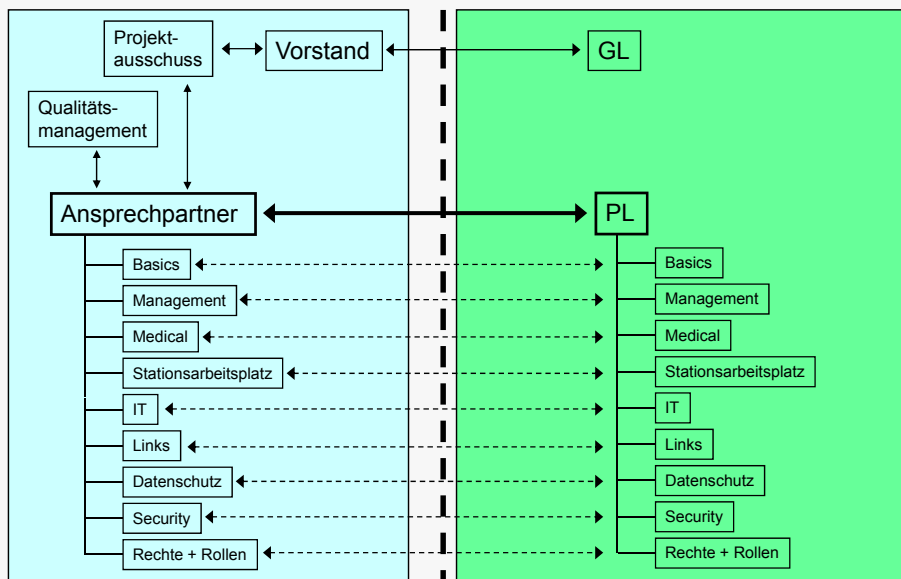 Projekt-
ausschuss
Vorstand
GL
Qualitäts-
management
Ansprechpartner
PL
Basics
Basics
Management
Management
Medical
Medical
Stationsarbeitsplatz
Stationsarbeitsplatz
IT
IT
Links
Links
Datenschutz
Datenschutz
Security
Security
Rechte + Rollen
Rechte + Rollen